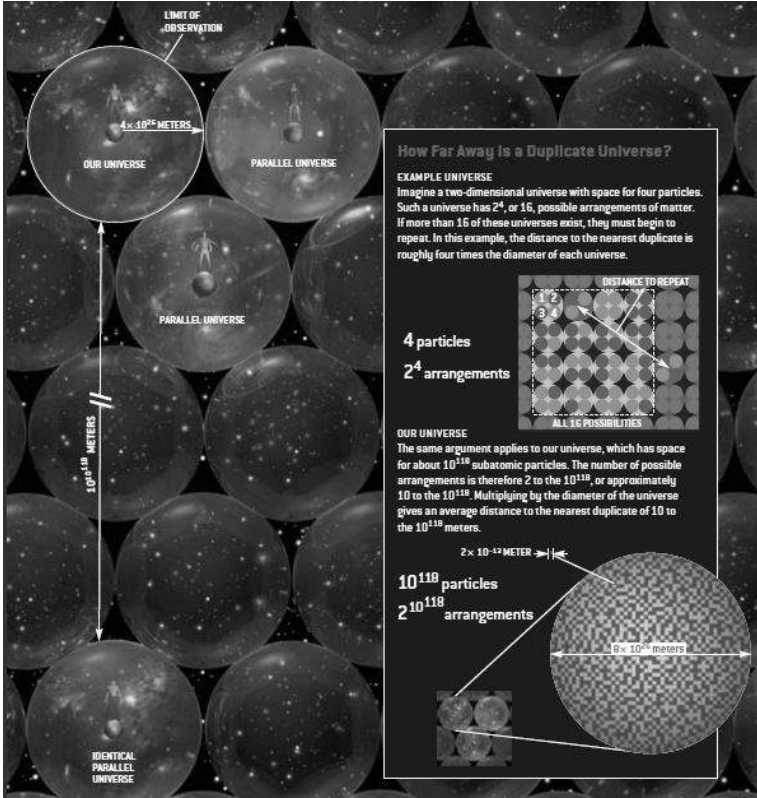 LIMIT OF
OBSERVATION
4 × 10²⁶ METERS
OUR UNIVERSE
PARALLEL UNIVERSE
PARALLEL UNIVERSE
10^10^118 METERS
IDENTICAL
PARALLEL
UNIVERSE
How Far Away Is a Duplicate Universe?
EXAMPLE UNIVERSE
Imagine a two-dimensional universe with space for four particles.
Such a universe has 2⁴, or 16, possible arrangements of matter.
If more than 16 of these universes exist, they must begin to
repeat. In this example, the distance to the nearest duplicate is
roughly four times the diameter of each universe.
DISTANCE TO REPEAT
1 2
3 4
4 particles
2⁴ arrangements
ALL 16 POSSIBILITIES
OUR UNIVERSE
The same argument applies to our universe, which has space
for about 10¹¹⁸ subatomic particles. The number of possible
arrangements is therefore 2 to the 10¹¹⁸, or approximately
10 to the 10¹¹⁸. Multiplying by the diameter of the universe
gives an average distance to the nearest duplicate of 10 to
the 10¹¹⁸ meters.
2 × 10⁻¹³ METER
10¹¹⁸ particles
2^10^118 arrangements
8 × 10²⁶ meters